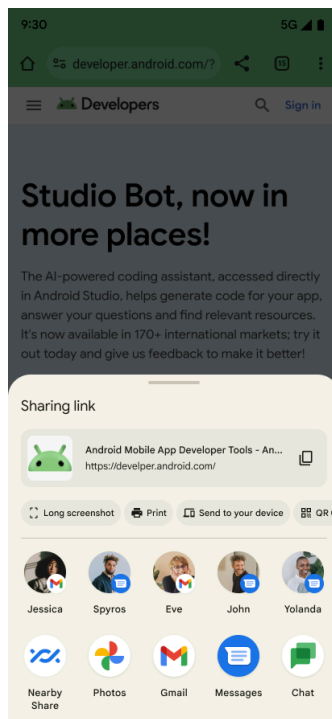 9:30 5G
developer.android.com/? 15
Developers Sign in
Studio Bot, now in
more places!
The AI-powered coding assistant, accessed directly
in Android Studio, helps generate code for your app,
answer your questions and find relevant resources.
It's now available in 170+ international markets; try it
out today and give us feedback to make it better!
Sharing link
Android Mobile App Developer Tools - An...
https://develper.android.com/
Long screenshot Print Send to your device QR
Jessica Spyros Eve John Yolanda
Nearby Photos Gmail Messages Chat
Share